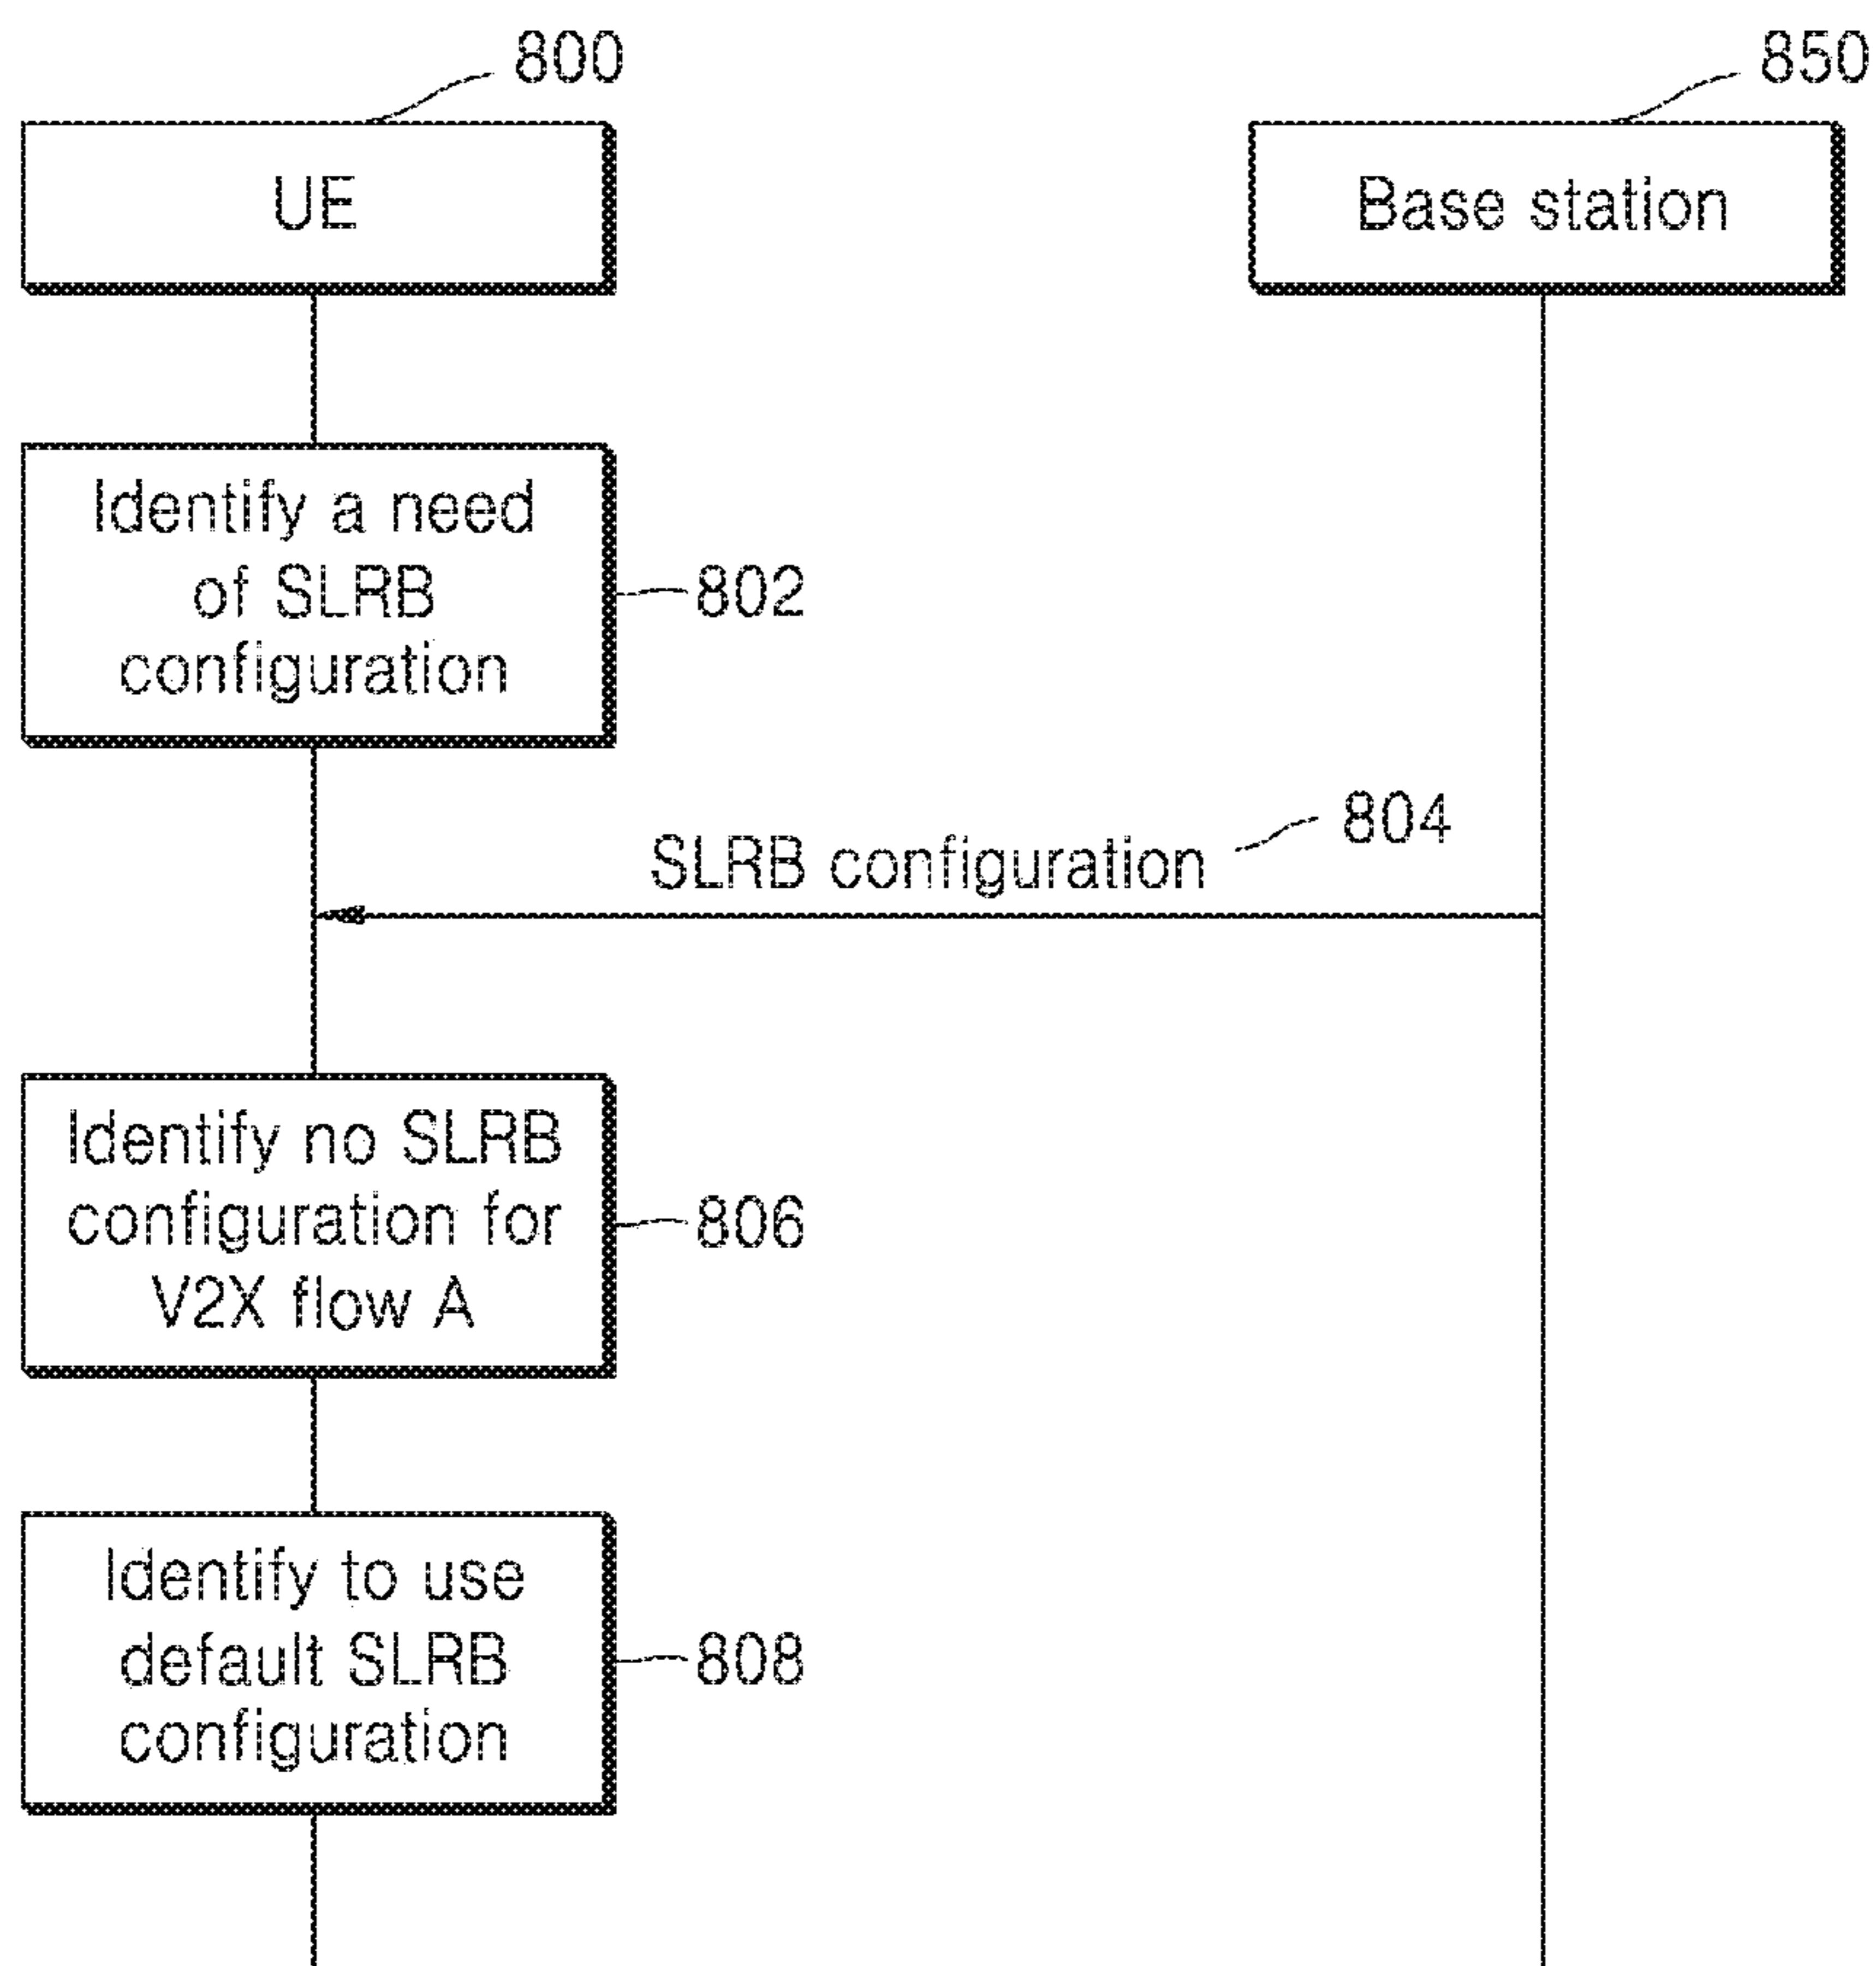 800
850
UE
Base station
Identify a need
of SLRB
configuration
802
804
SLRB configuration
Identify no SLRB
configuration for
V2X flow A
806
Identify to use
default SLRB
configuration
808